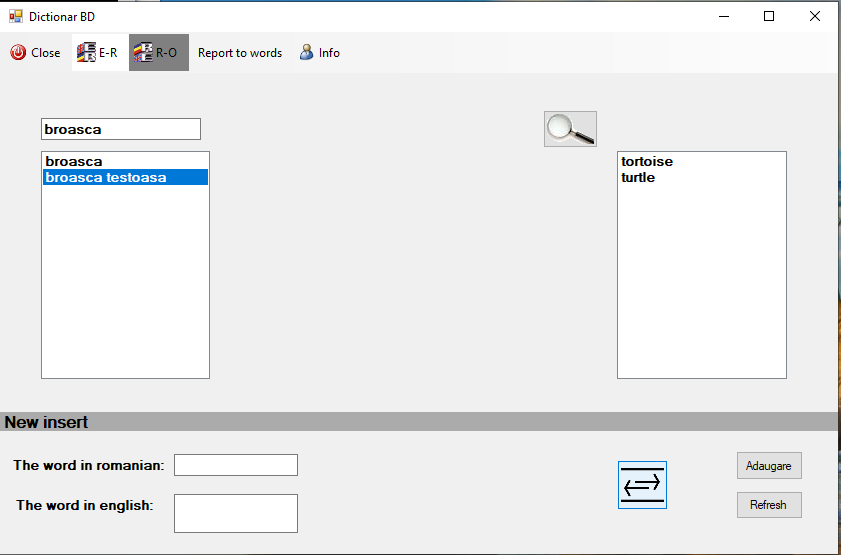 Dictionar BD
Close E-R R-O Report to words Info
broasca
broasca
broasca testoasa
tortoise
turtle
New insert
The word in romanian:
Adaugare
The word in english:
Refresh